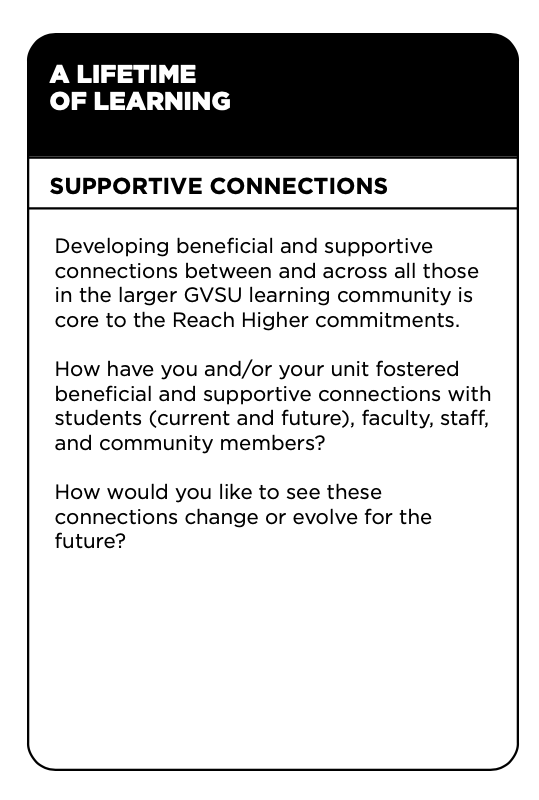 A LIFETIME
OF LEARNING
SUPPORTIVE CONNECTIONS
Developing beneficial and supportive
connections between and across all those
in the larger GVSU learning community is
core to the Reach Higher commitments.
How have you and/or your unit fostered
beneficial and supportive connections with
students (current and future), faculty, staff,
and community members?
How would you like to see these
connections change or evolve for the
future?